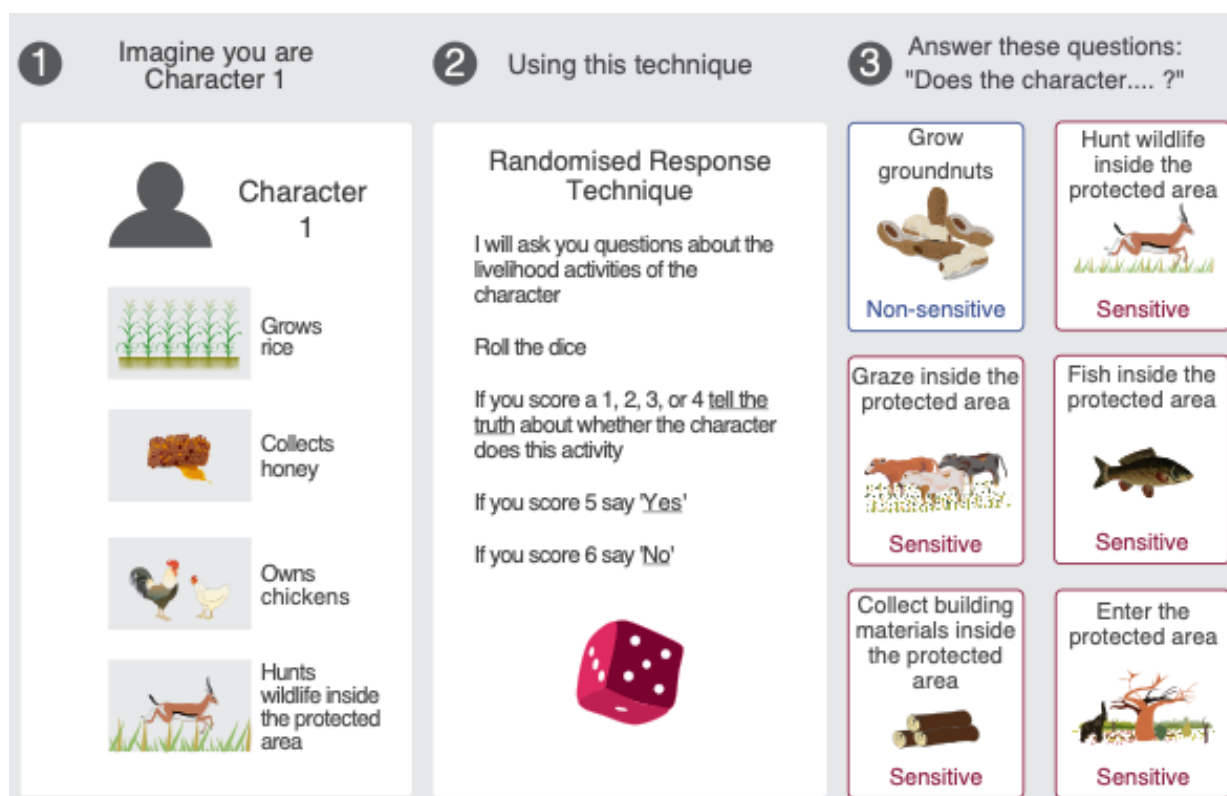 1
Imagine you are
Character 1
Character
1
Grows
rice
Collects
honey
Owns
chickens
Hunts
wildlife inside
the protected
area
2
Using this technique
Randomised Response
Technique
I will ask you questions about the
livelihood activities of the
character
Roll the dice
If you score a 1, 2, 3, or 4 tell the
truth about whether the character
does this activity
If you score 5 say 'Yes'
If you score 6 say 'No'
3
Answer these questions:
"Does the character.... ?"
Grow
groundnuts
Non-sensitive
Hunt wildlife
inside the
protected area
Sensitive
Graze inside the
protected area
Sensitive
Fish inside the
protected area
Sensitive
Collect building
materials inside
the protected
area
Sensitive
Enter the
protected area
Sensitive